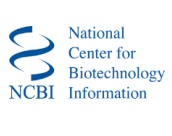 National
Center for
Biotechnology
Information
NCBI